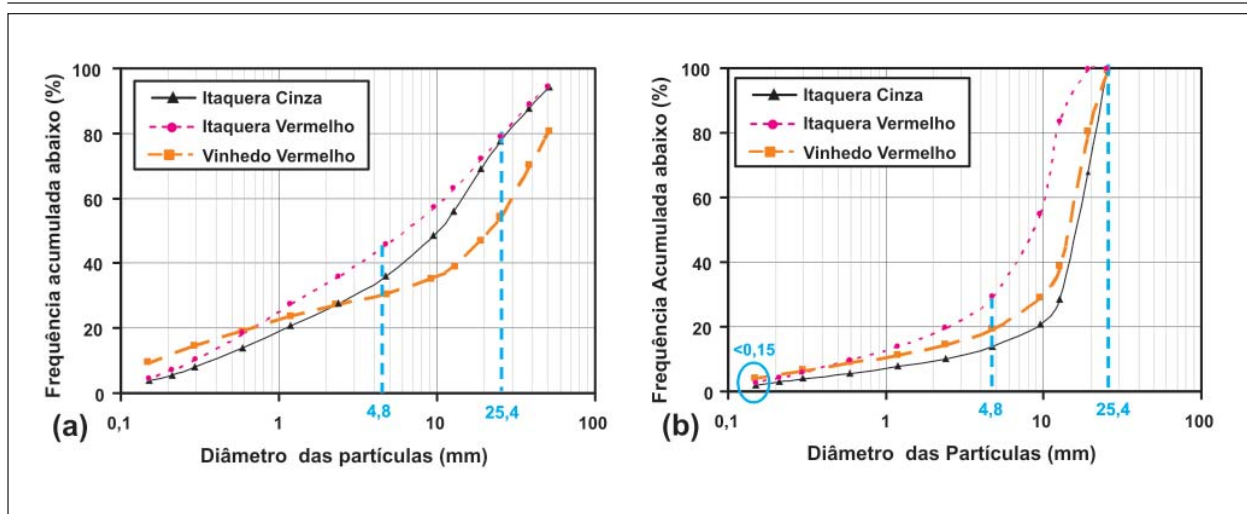 Frequência acumulada abaixo (%)
100
80
60
40
20
0
Itaquera Cinza
Itaquera Vermelho
Vinhedo Vermelho
0,1
1
10
100
4,8
25,4
(a)
Diâmetro das partículas (mm)
Frequência Acumulada abaixo (%)
100
80
60
40
20
0
Itaquera Cinza
Itaquera Vermelho
Vinhedo Vermelho
<0,15
0,1
1
10
100
4,8
25,4
(b)
Diâmetro das Partículas (mm)